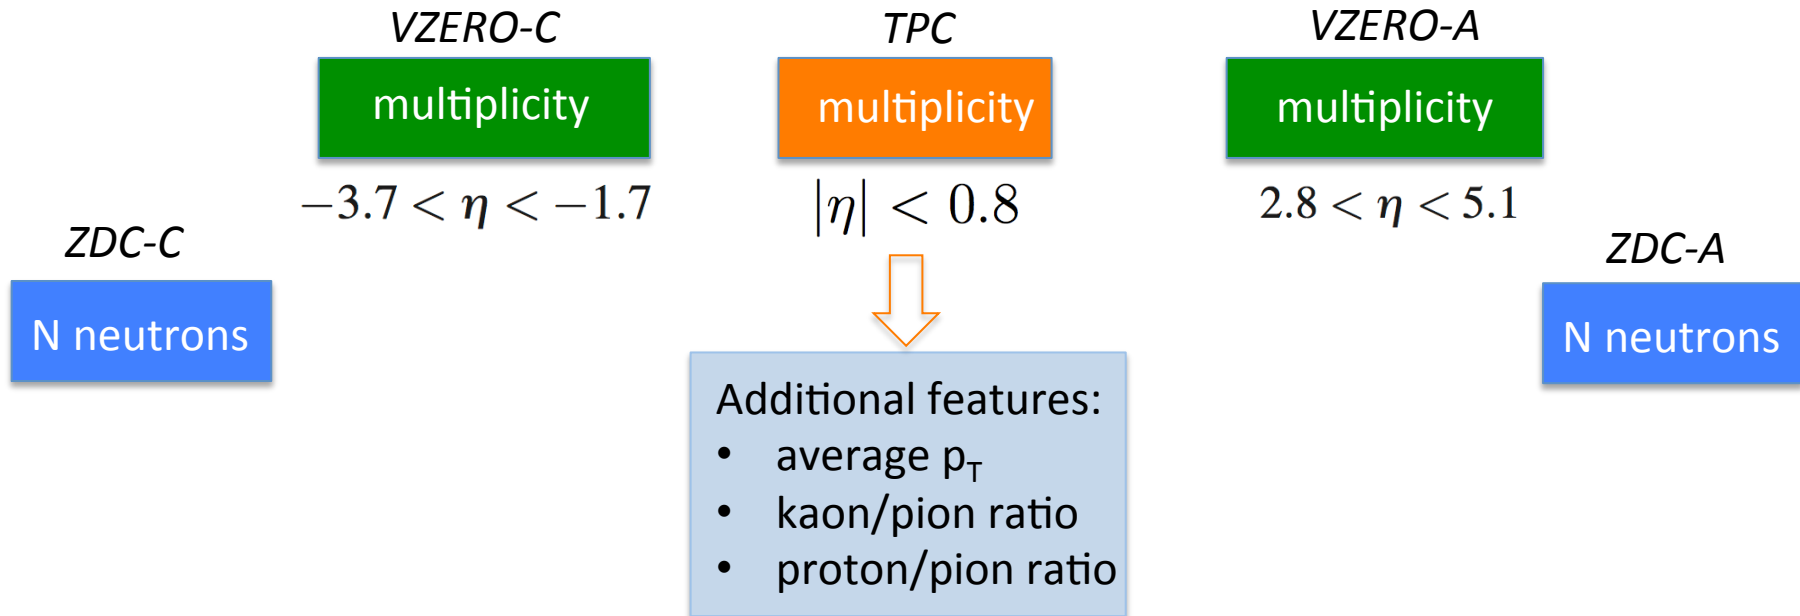 VZERO-C
TPC
VZERO-A
multiplicity
multiplicity
multiplicity
−3.7 < η < −1.7
|η| < 0.8
2.8 < η < 5.1
ZDC-C
ZDC-A
N neutrons
N neutrons
Additional features:
• average p_T
• kaon/pion ratio
• proton/pion ratio